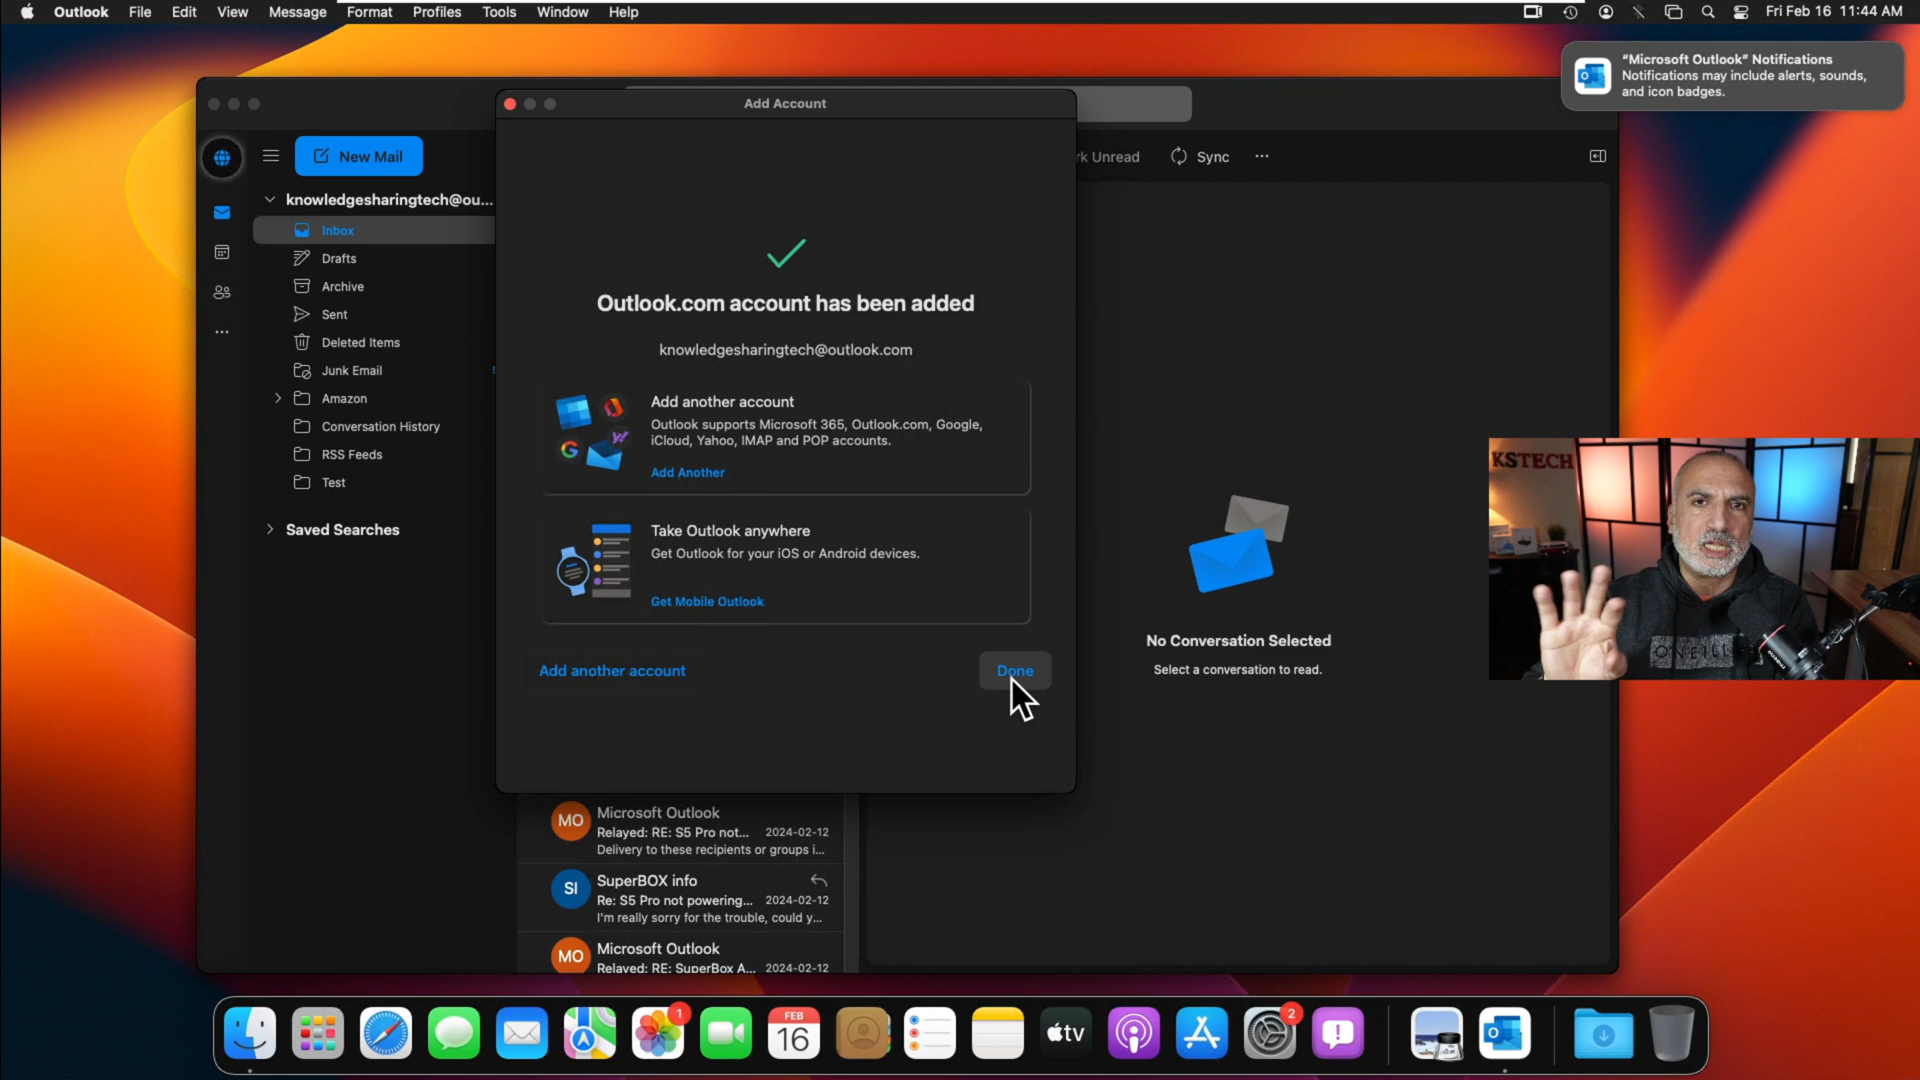 Outlook File Edit View Message Format Profiles Tools Window Help
Fri Feb 16 11:44 AM
"Microsoft Outlook" Notifications
Notifications may include alerts, sounds,
and icon badges.
Add Account
New Mail
rk Unread
Sync
knowledgesharingtech@ou...
Inbox
Drafts
Archive
Sent
Deleted Items
Junk Email
Amazon
Conversation History
RSS Feeds
Test
Saved Searches
Outlook.com account has been added
knowledgesharingtech@outlook.com
Add another account
Outlook supports Microsoft 365, Outlook.com, Google,
iCloud, Yahoo, IMAP and POP accounts.
Add Another
Take Outlook anywhere
Get Outlook for your iOS or Android devices.
Get Mobile Outlook
Add another account
Done
No Conversation Selected
Select a conversation to read.
KSTECH
MO
Microsoft Outlook
Relayed: RE: S5 Pro not... 2024-02-12
Delivery to these recipients or groups i...
SI
SuperBOX info
Re: S5 Pro not powering... 2024-02-12
I'm really sorry for the trouble, could y...
MO
Microsoft Outlook
Relayed: RE: SuperBox A... 2024-02-12
1
FEB
16
tv
2